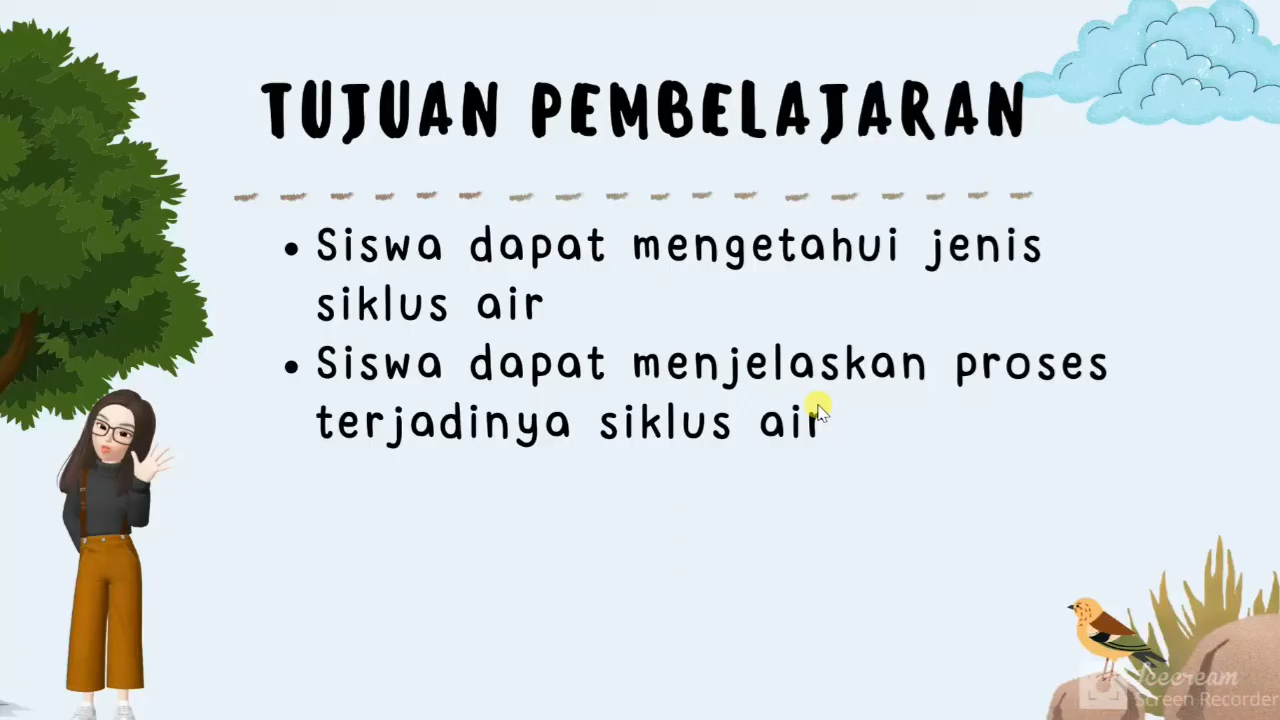 TUJUAN PEMBELAJARAN
• Siswa dapat mengetahui jenis
siklus air
• Siswa dapat menjelaskan proses
terjadinya siklus air
Icecream
Screen Recorder